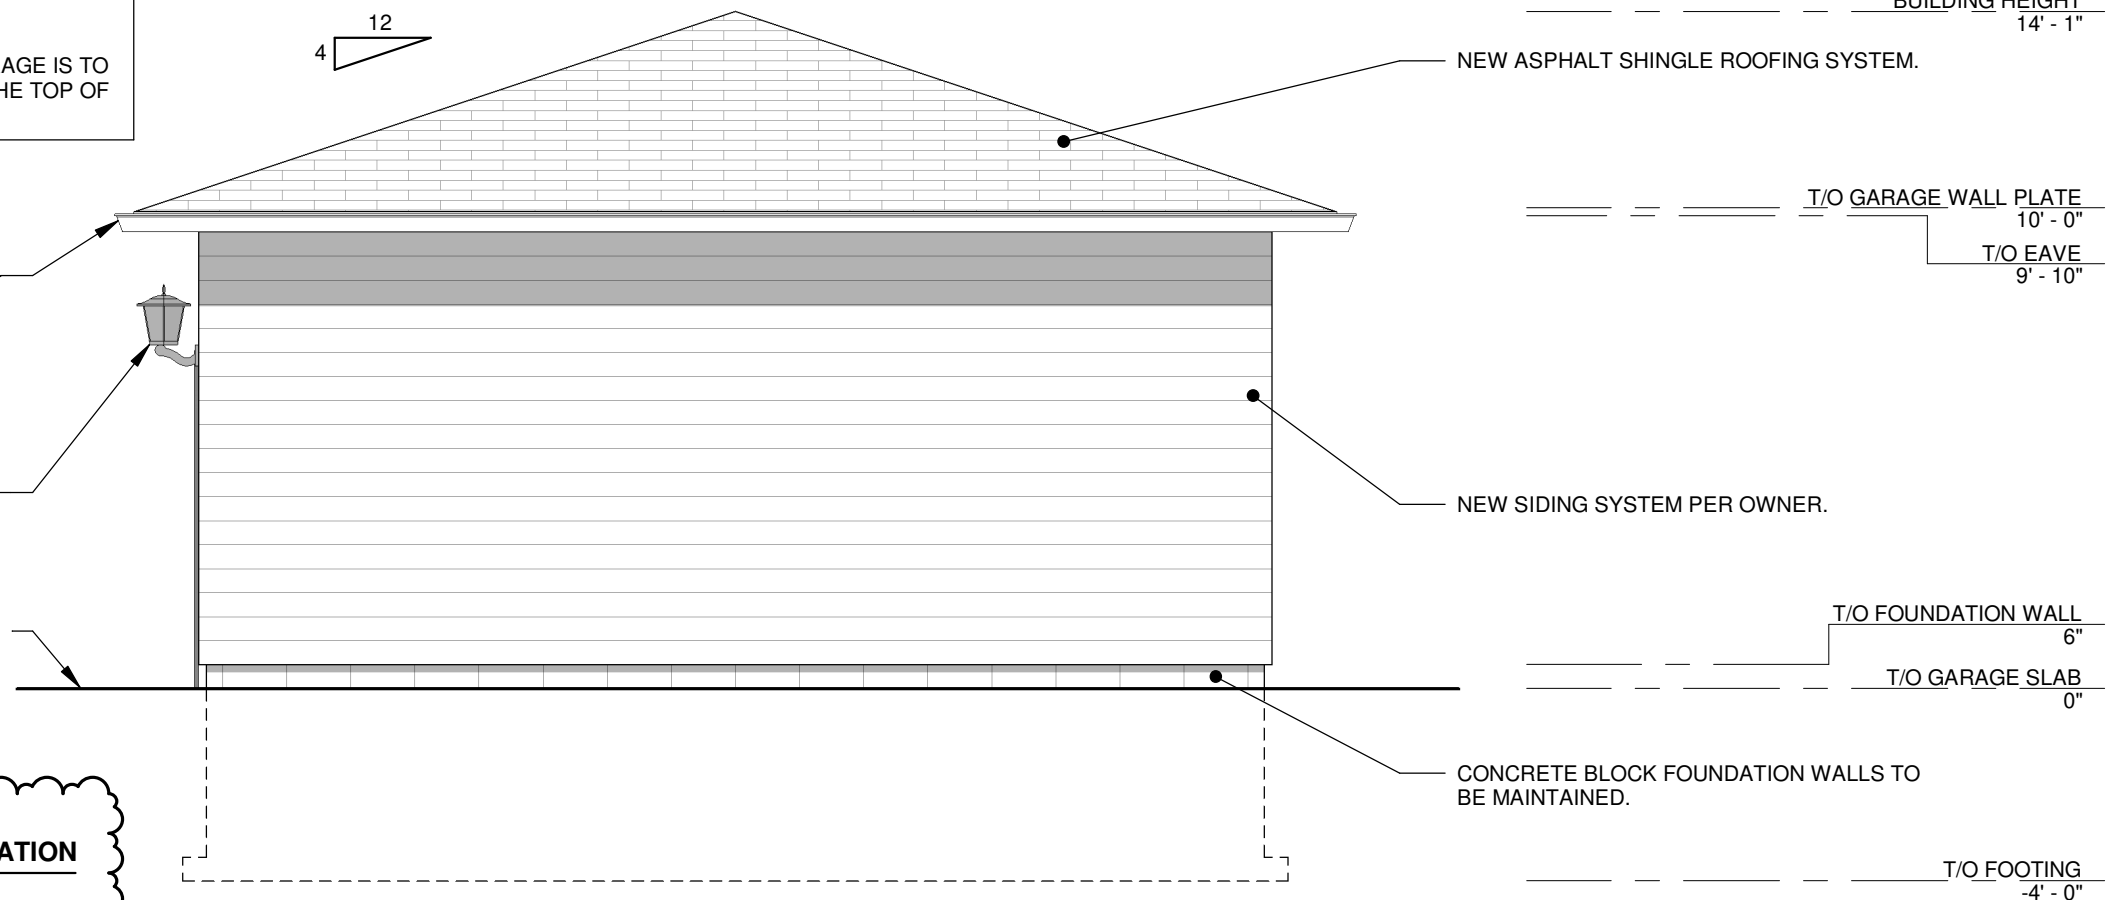 BUILDING HEIGHT
14' - 1"
12
4
AGE IS TO
HE TOP OF
NEW ASPHALT SHINGLE ROOFING SYSTEM.
T/O GARAGE WALL PLATE
10' - 0"
T/O EAVE
9' - 10"
NEW SIDING SYSTEM PER OWNER.
T/O FOUNDATION WALL
6"
T/O GARAGE SLAB
0"
CONCRETE BLOCK FOUNDATION WALLS TO
BE MAINTAINED.
ATION
T/O FOOTING
-4' - 0"